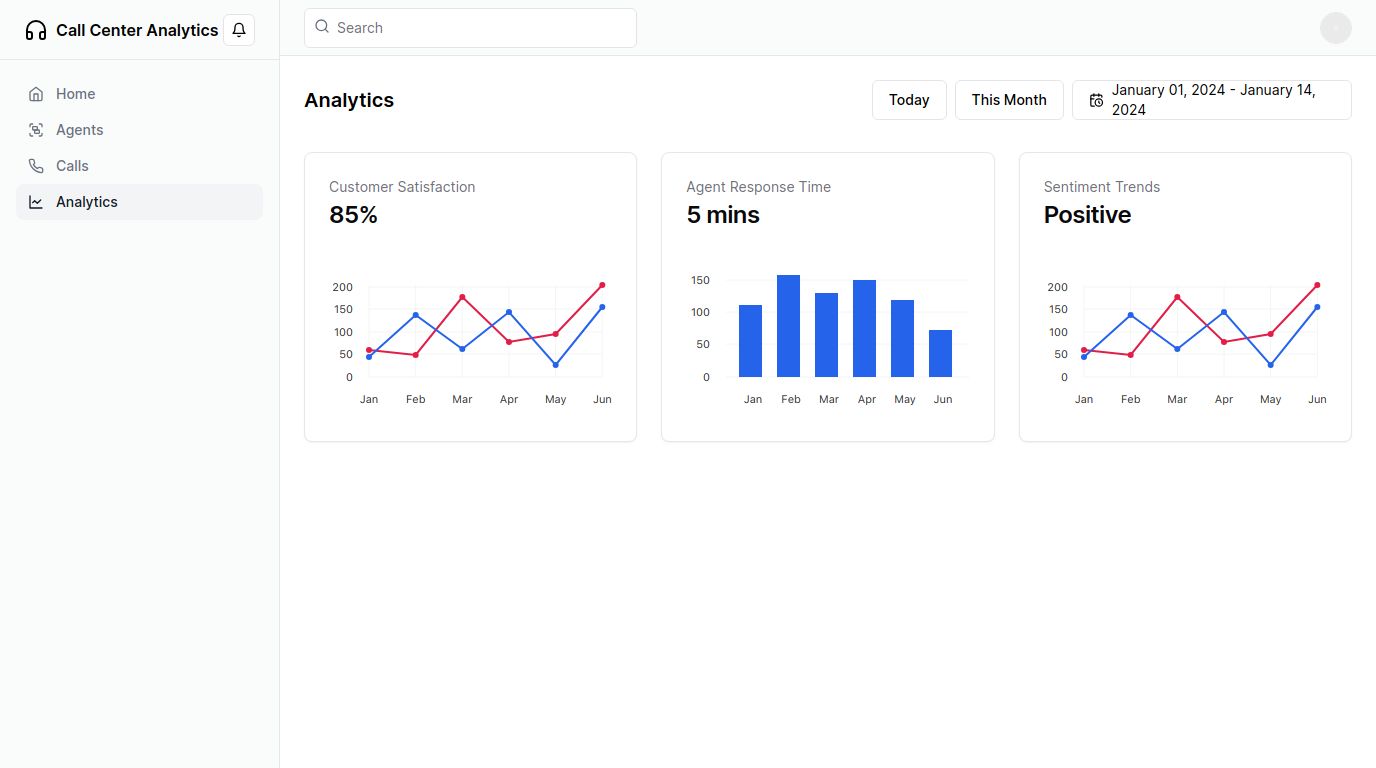 Call Center Analytics
Search
Home
Agents
Calls
Analytics
Analytics
Today
This Month
January 01, 2024 - January 14,
2024
Customer Satisfaction
85%
200
150
100
50
0
Jan Feb Mar Apr May Jun
Agent Response Time
5 mins
150
100
50
0
Jan Feb Mar Apr May Jun
Sentiment Trends
Positive
200
150
100
50
0
Jan Feb Mar Apr May Jun